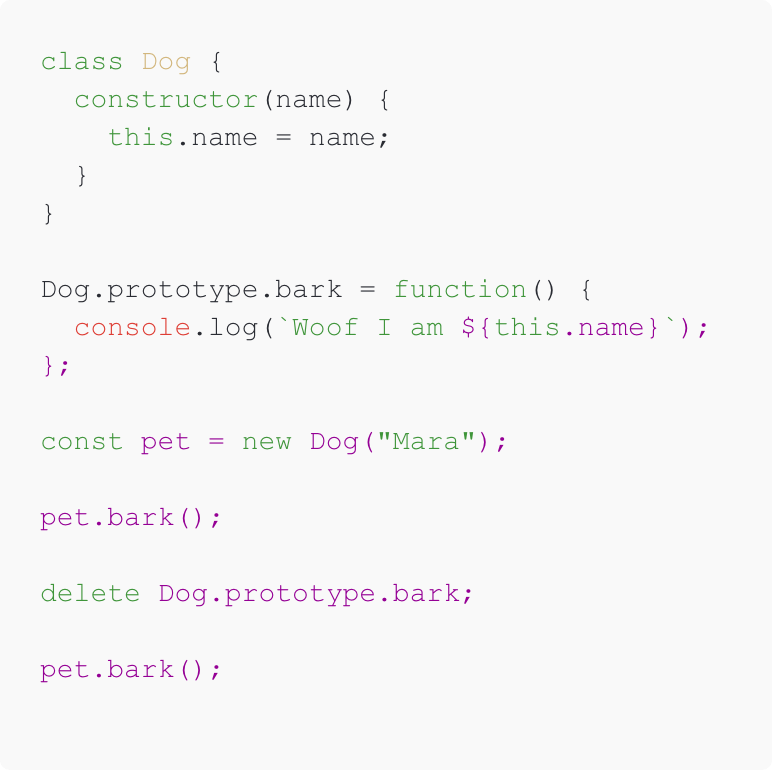 class Dog {
  constructor(name) {
    this.name = name;
  }
}

Dog.prototype.bark = function() {
  console.log(`Woof I am ${this.name}`);
};

const pet = new Dog("Mara");

pet.bark();

delete Dog.prototype.bark;

pet.bark();